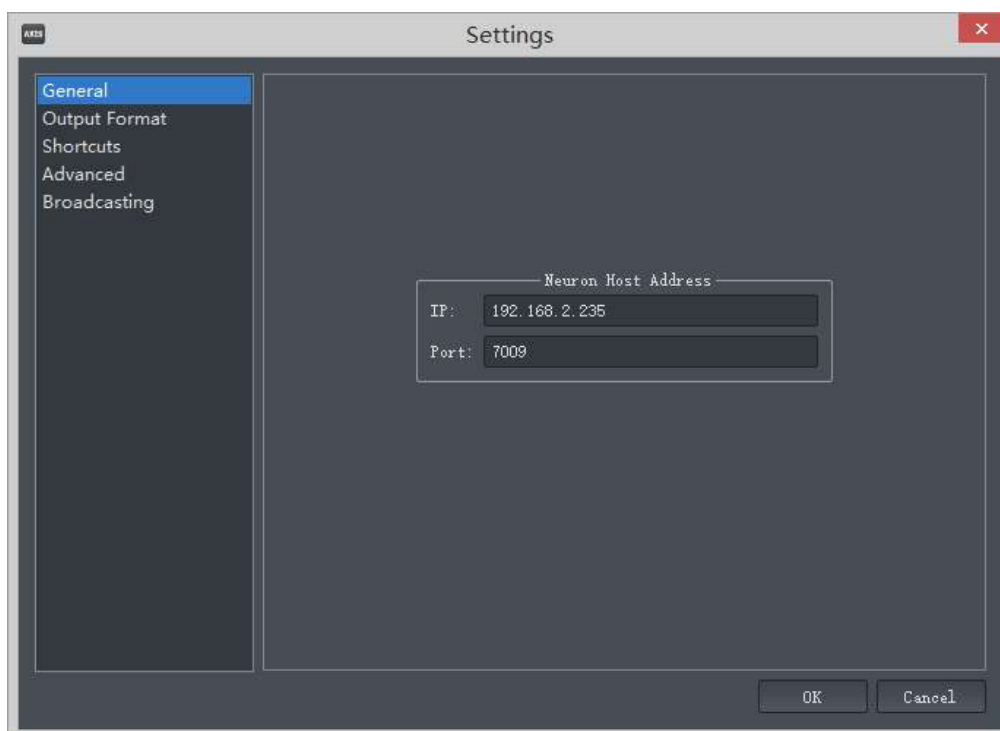 AXIS
Settings
General
Output Format
Shortcuts
Advanced
Broadcasting
Neuron Host Address
IP: 192.168.2.235
Port: 7009
OK
Cancel